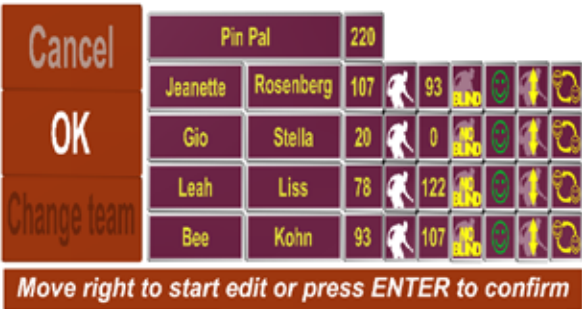 Cancel
OK
Change team
Pin Pal 220
Jeanette Rosenberg 107 93 BLIND
Gio Stella 20 0 NO BLIND
Leah Liss 78 122 NO BLIND
Bee Kohn 93 107 NO BLIND
Move right to start edit or press ENTER to confirm